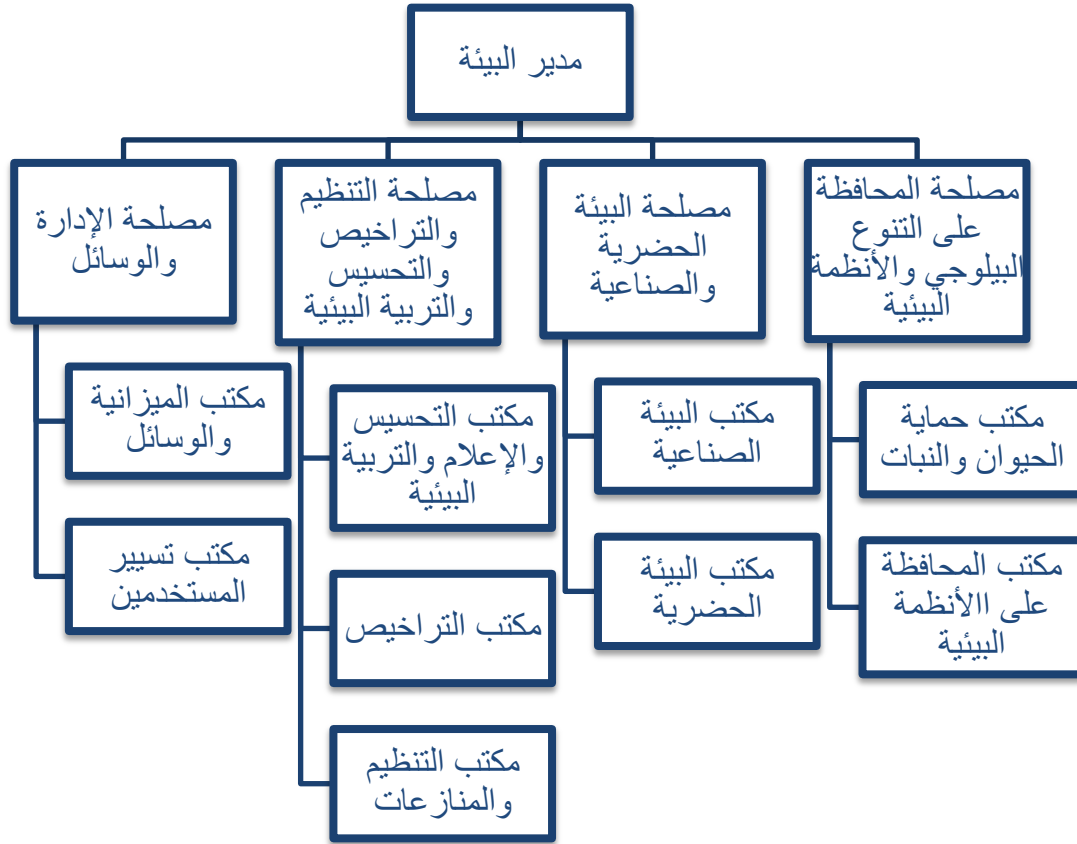 مدير البيئة
مصلحة المحافظة
على التنوع
البيلوجي والأنظمة
البيئية
مصلحة البيئة
الحضرية
والصناعية
مصلحة التنظيم
والتراخيص
والتحسيس
والتربية البيئية
مصلحة الإدارة
والوسائل
مكتب حماية
الحيوان والنبات
مكتب المحافظة
على االأنظمة
البيئية
مكتب البيئة
الصناعية
مكتب البيئة
الحضرية
مكتب التحسيس
والإعلام والتربية
البيئية
مكتب التراخيص
مكتب التنظيم
والمنازعات
مكتب الميزانية
والوسائل
مكتب تسيير
المستخدمين